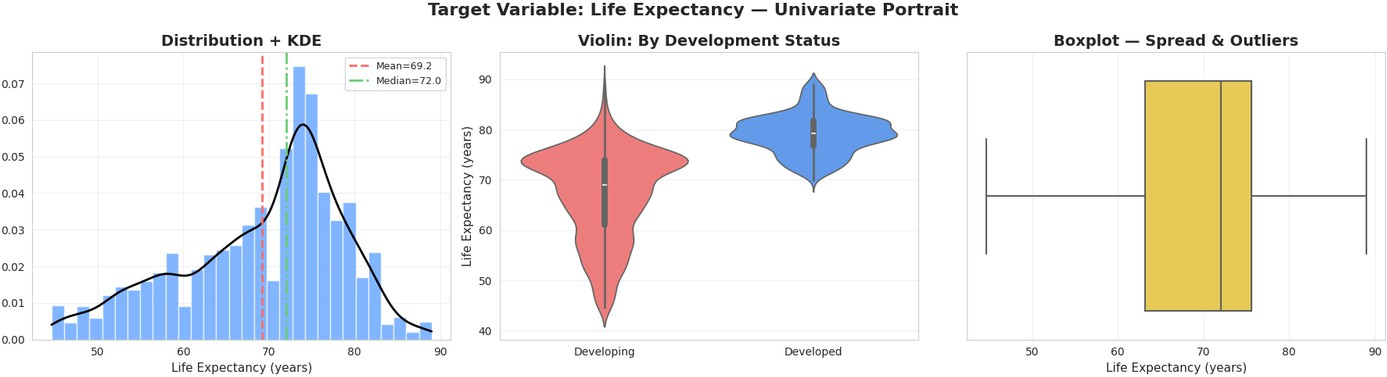 Target Variable: Life Expectancy — Univariate Portrait
Distribution + KDE
Mean=69.2
Median=72.0
0.07
0.06
0.05
0.04
0.03
0.02
0.01
0.00
50 60 70 80 90
Life Expectancy (years)
Violin: By Development Status
Life Expectancy (years)
90
80
70
60
50
40
Developing Developed
Boxplot — Spread & Outliers
50 60 70 80 90
Life Expectancy (years)